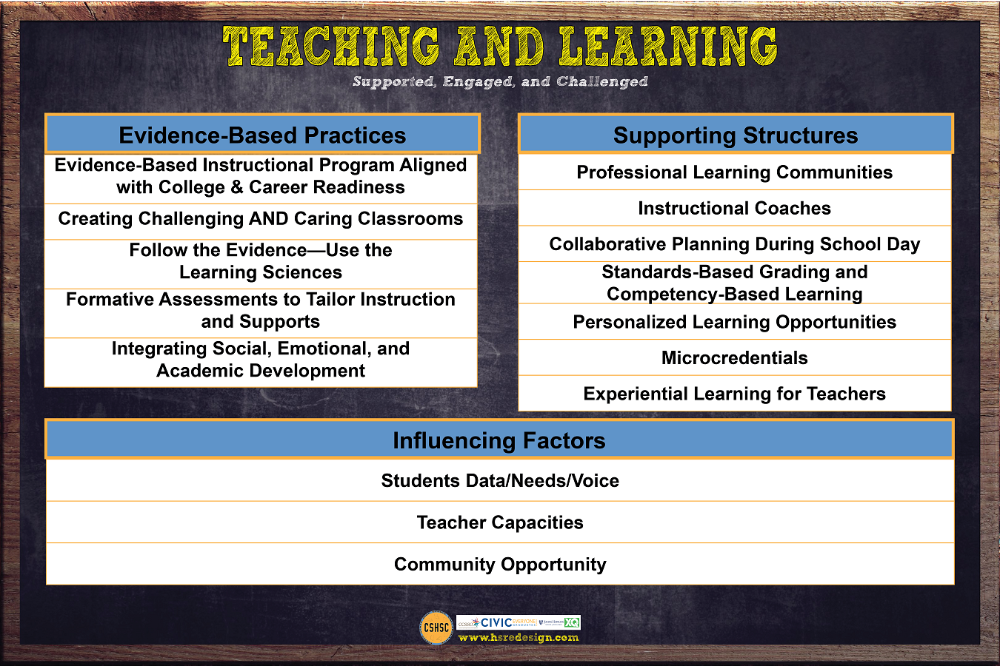 TEACHING AND LEARNING
Supported, Engaged, and Challenged
Evidence-Based Practices
Evidence-Based Instructional Program Aligned
with College & Career Readiness
Creating Challenging AND Caring Classrooms
Follow the Evidence—Use the
Learning Sciences
Formative Assessments to Tailor Instruction
and Supports
Integrating Social, Emotional, and
Academic Development
Supporting Structures
Professional Learning Communities
Instructional Coaches
Collaborative Planning During School Day
Standards-Based Grading and
Competency-Based Learning
Personalized Learning Opportunities
Microcredentials
Experiential Learning for Teachers
Influencing Factors
Students Data/Needs/Voice
Teacher Capacities
Community Opportunity
CSHSC
CCSSO CIVIC EVERYONE GRADUATES JOHNS HOPKINS XQ
www.hsredesign.com